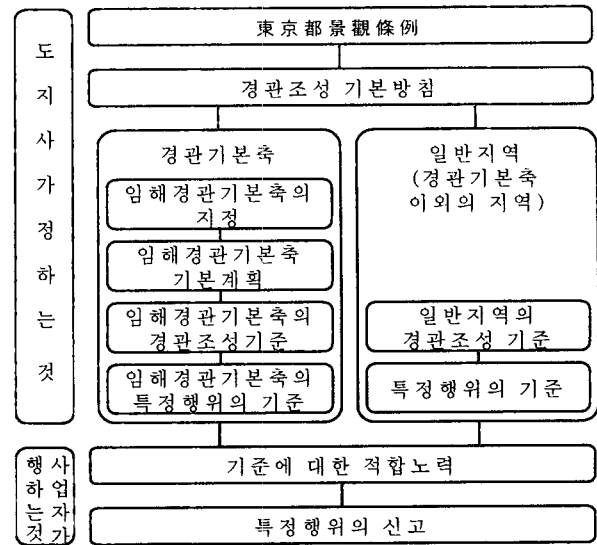 도지사가정하는 것
東京都景觀條例
경관조성 기본방침
경관기본축
임해경관기본축의
지정
임해경관기본축
기본계획
임해경관기본축의
경관조성기준
임해경관기본축의
특정행위의 기준
일반지역
(경관기본축
이외의 지역)
일반지역의
경관조성 기준
특정행위의 기준
사업자가
행하는것
기준에 대한 적합노력
특정행위의 신고